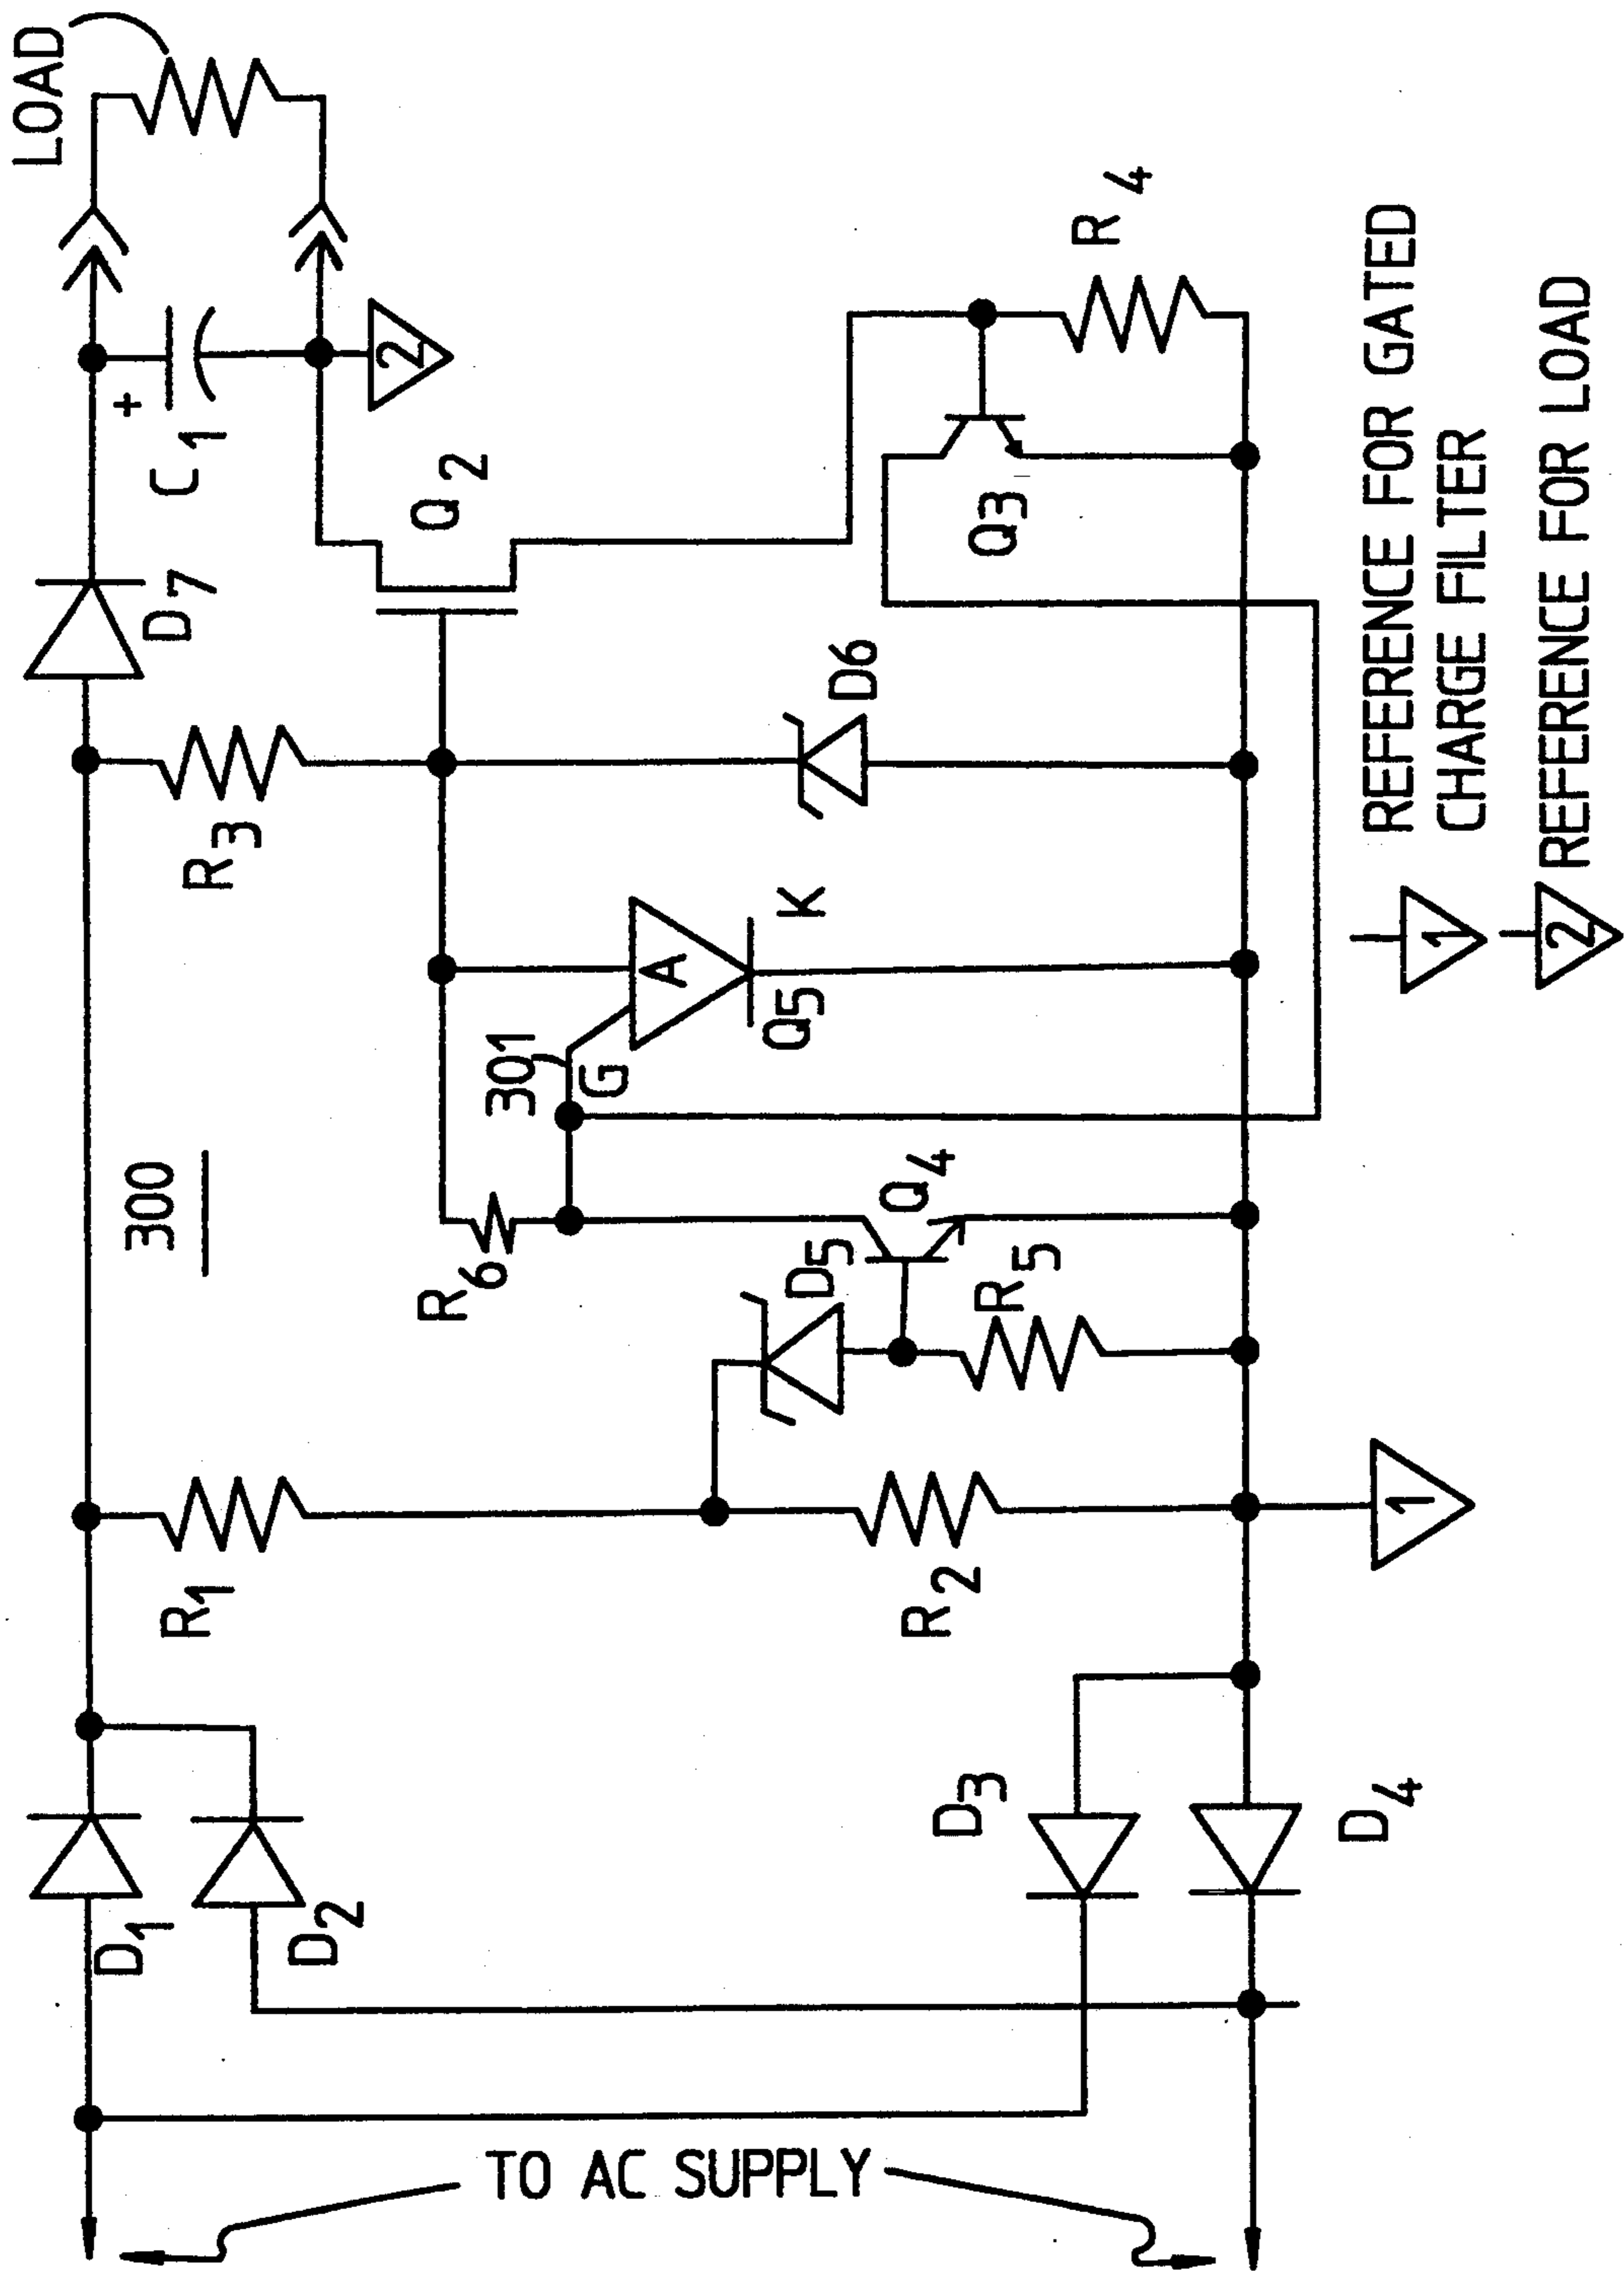 LOAD
+
C1
D7
R3
Q2
300
R6
301
G
A
K
Q5
D6
Q3
R4
R1
R2
D5
Q4
R5
D1
D2
D3
D4
2
1
TO AC SUPPLY
1 REFERENCE FOR GATED
CHARGE FILTER
2 REFERENCE FOR LOAD